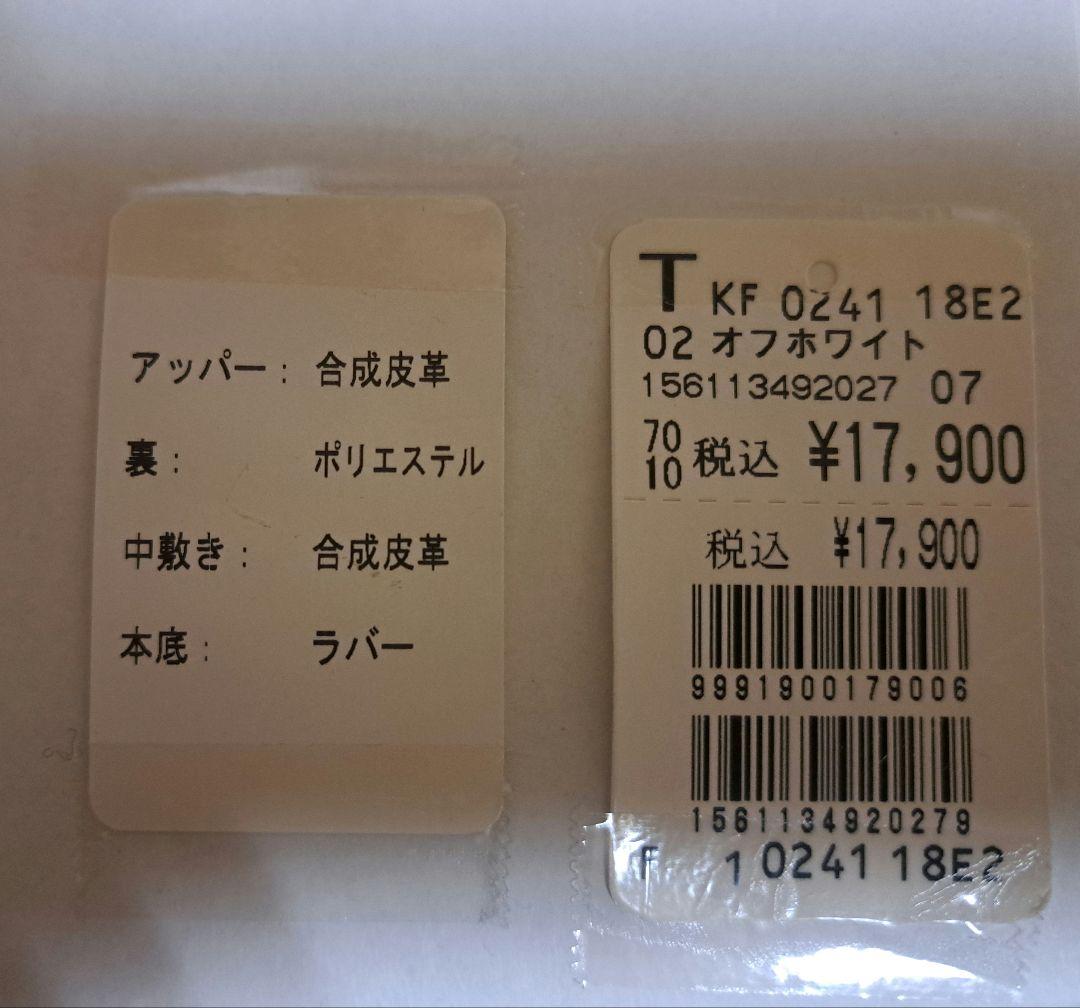 アッパー： 合成皮革
裏： ポリエステル
中敷き： 合成皮革
本底： ラバー
T KF 0241 18E2
02 オフホワイト
156113492027 07
70
10 税込 ¥17,900
税込 ¥17,900
9991900179006
1561134920279
F 1 0241 18E2